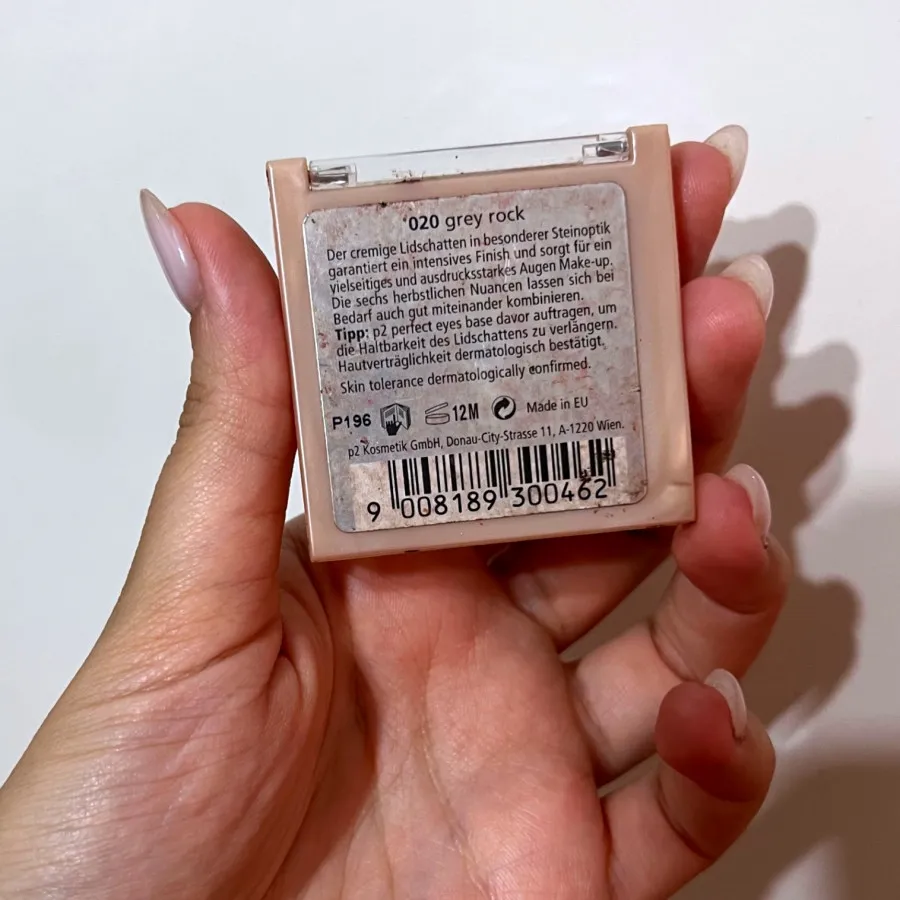 020 grey rock
Der cremige Lidschatten in besonderer Steinoptik
garantiert ein intensives Finish und sorgt für ein
vielseitiges und ausdrucksstarkes Augen Make-up.
Die sechs herbstlichen Nuancen lassen sich bei
Bedarf auch gut miteinander kombinieren.
Tipp: p2 perfect eyes base davor auftragen, um
die Haltbarkeit des Lidschattens zu verlängern.
Hautverträglichkeit dermatologisch bestätigt.
Skin tolerance dermatologically confirmed.
P196 12M Made in EU
p2 Kosmetik GmbH, Donau-City-Strasse 11, A-1220 Wien.
9 008189 300462